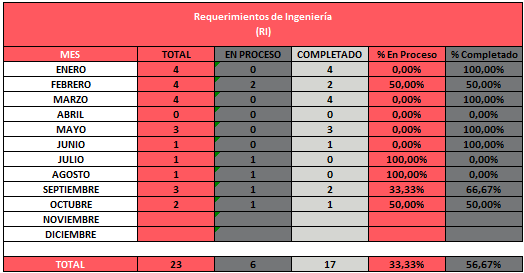 Requerimientos de Ingeniería
(RI)
MES TOTAL EN PROCESO COMPLETADO % En Proceso % Completado
ENERO 4 0 4 0,00% 100,00%
FEBRERO 4 2 2 50,00% 50,00%
MARZO 4 0 4 0,00% 100,00%
ABRIL 0 0 0 0,00% 0,00%
MAYO 3 0 3 0,00% 100,00%
JUNIO 1 0 1 0,00% 100,00%
JULIO 1 1 0 100,00% 0,00%
AGOSTO 1 1 0 100,00% 0,00%
SEPTIEMBRE 3 1 2 33,33% 66,67%
OCTUBRE 2 1 1 50,00% 50,00%
NOVIEMBRE
DICIEMBRE
TOTAL 23 6 17 33,33% 56,67%